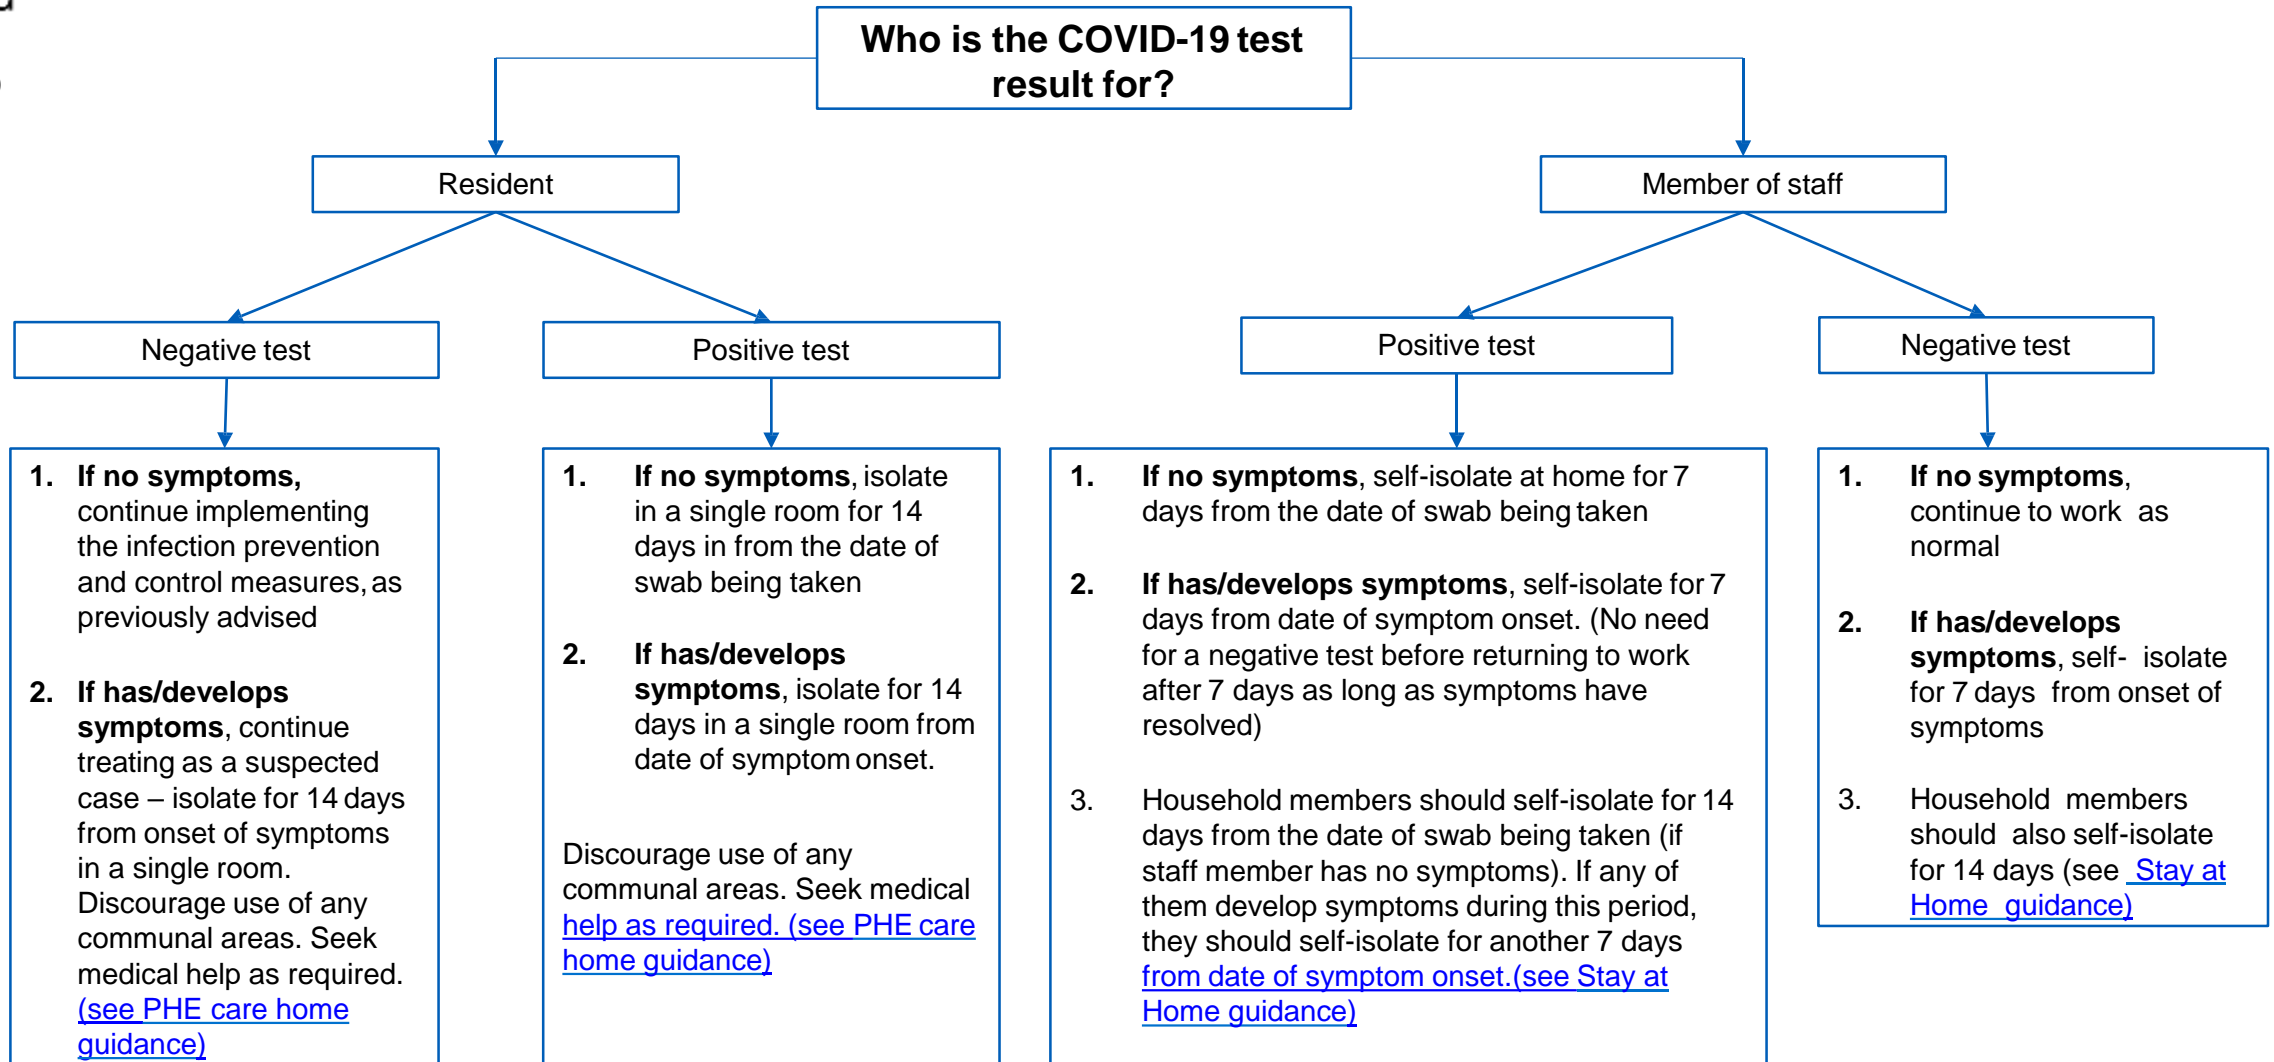 Who is the COVID-19 test
result for?
Resident
Member of staff
Negative test
Positive test
Positive test
Negative test
1. If no symptoms,
continue implementing
the infection prevention
and control measures, as
previously advised
2. If has/develops
symptoms, continue
treating as a suspected
case – isolate for 14 days
from onset of symptoms
in a single room.
Discourage use of any
communal areas. Seek
medical help as required.
(see PHE care home
guidance)
1. If no symptoms, isolate
in a single room for 14
days in from the date of
swab being taken
2. If has/develops
symptoms, isolate for 14
days in a single room from
date of symptom onset.
Discourage use of any
communal areas. Seek medical
help as required. (see PHE care
home guidance)
1. If no symptoms, self-isolate at home for 7
days from the date of swab being taken
2. If has/develops symptoms, self-isolate for 7
days from date of symptom onset. (No need
for a negative test before returning to work
after 7 days as long as symptoms have
resolved)
3. Household members should self-isolate for 14
days from the date of swab being taken (if
staff member has no symptoms). If any of
them develop symptoms during this period,
they should self-isolate for another 7 days
from date of symptom onset.(see Stay at
Home guidance)
1. If no symptoms,
continue to work as
normal
2. If has/develops
symptoms, self- isolate
for 7 days from onset of
symptoms
3. Household members
should also self-isolate
for 14 days (see Stay at
Home guidance)